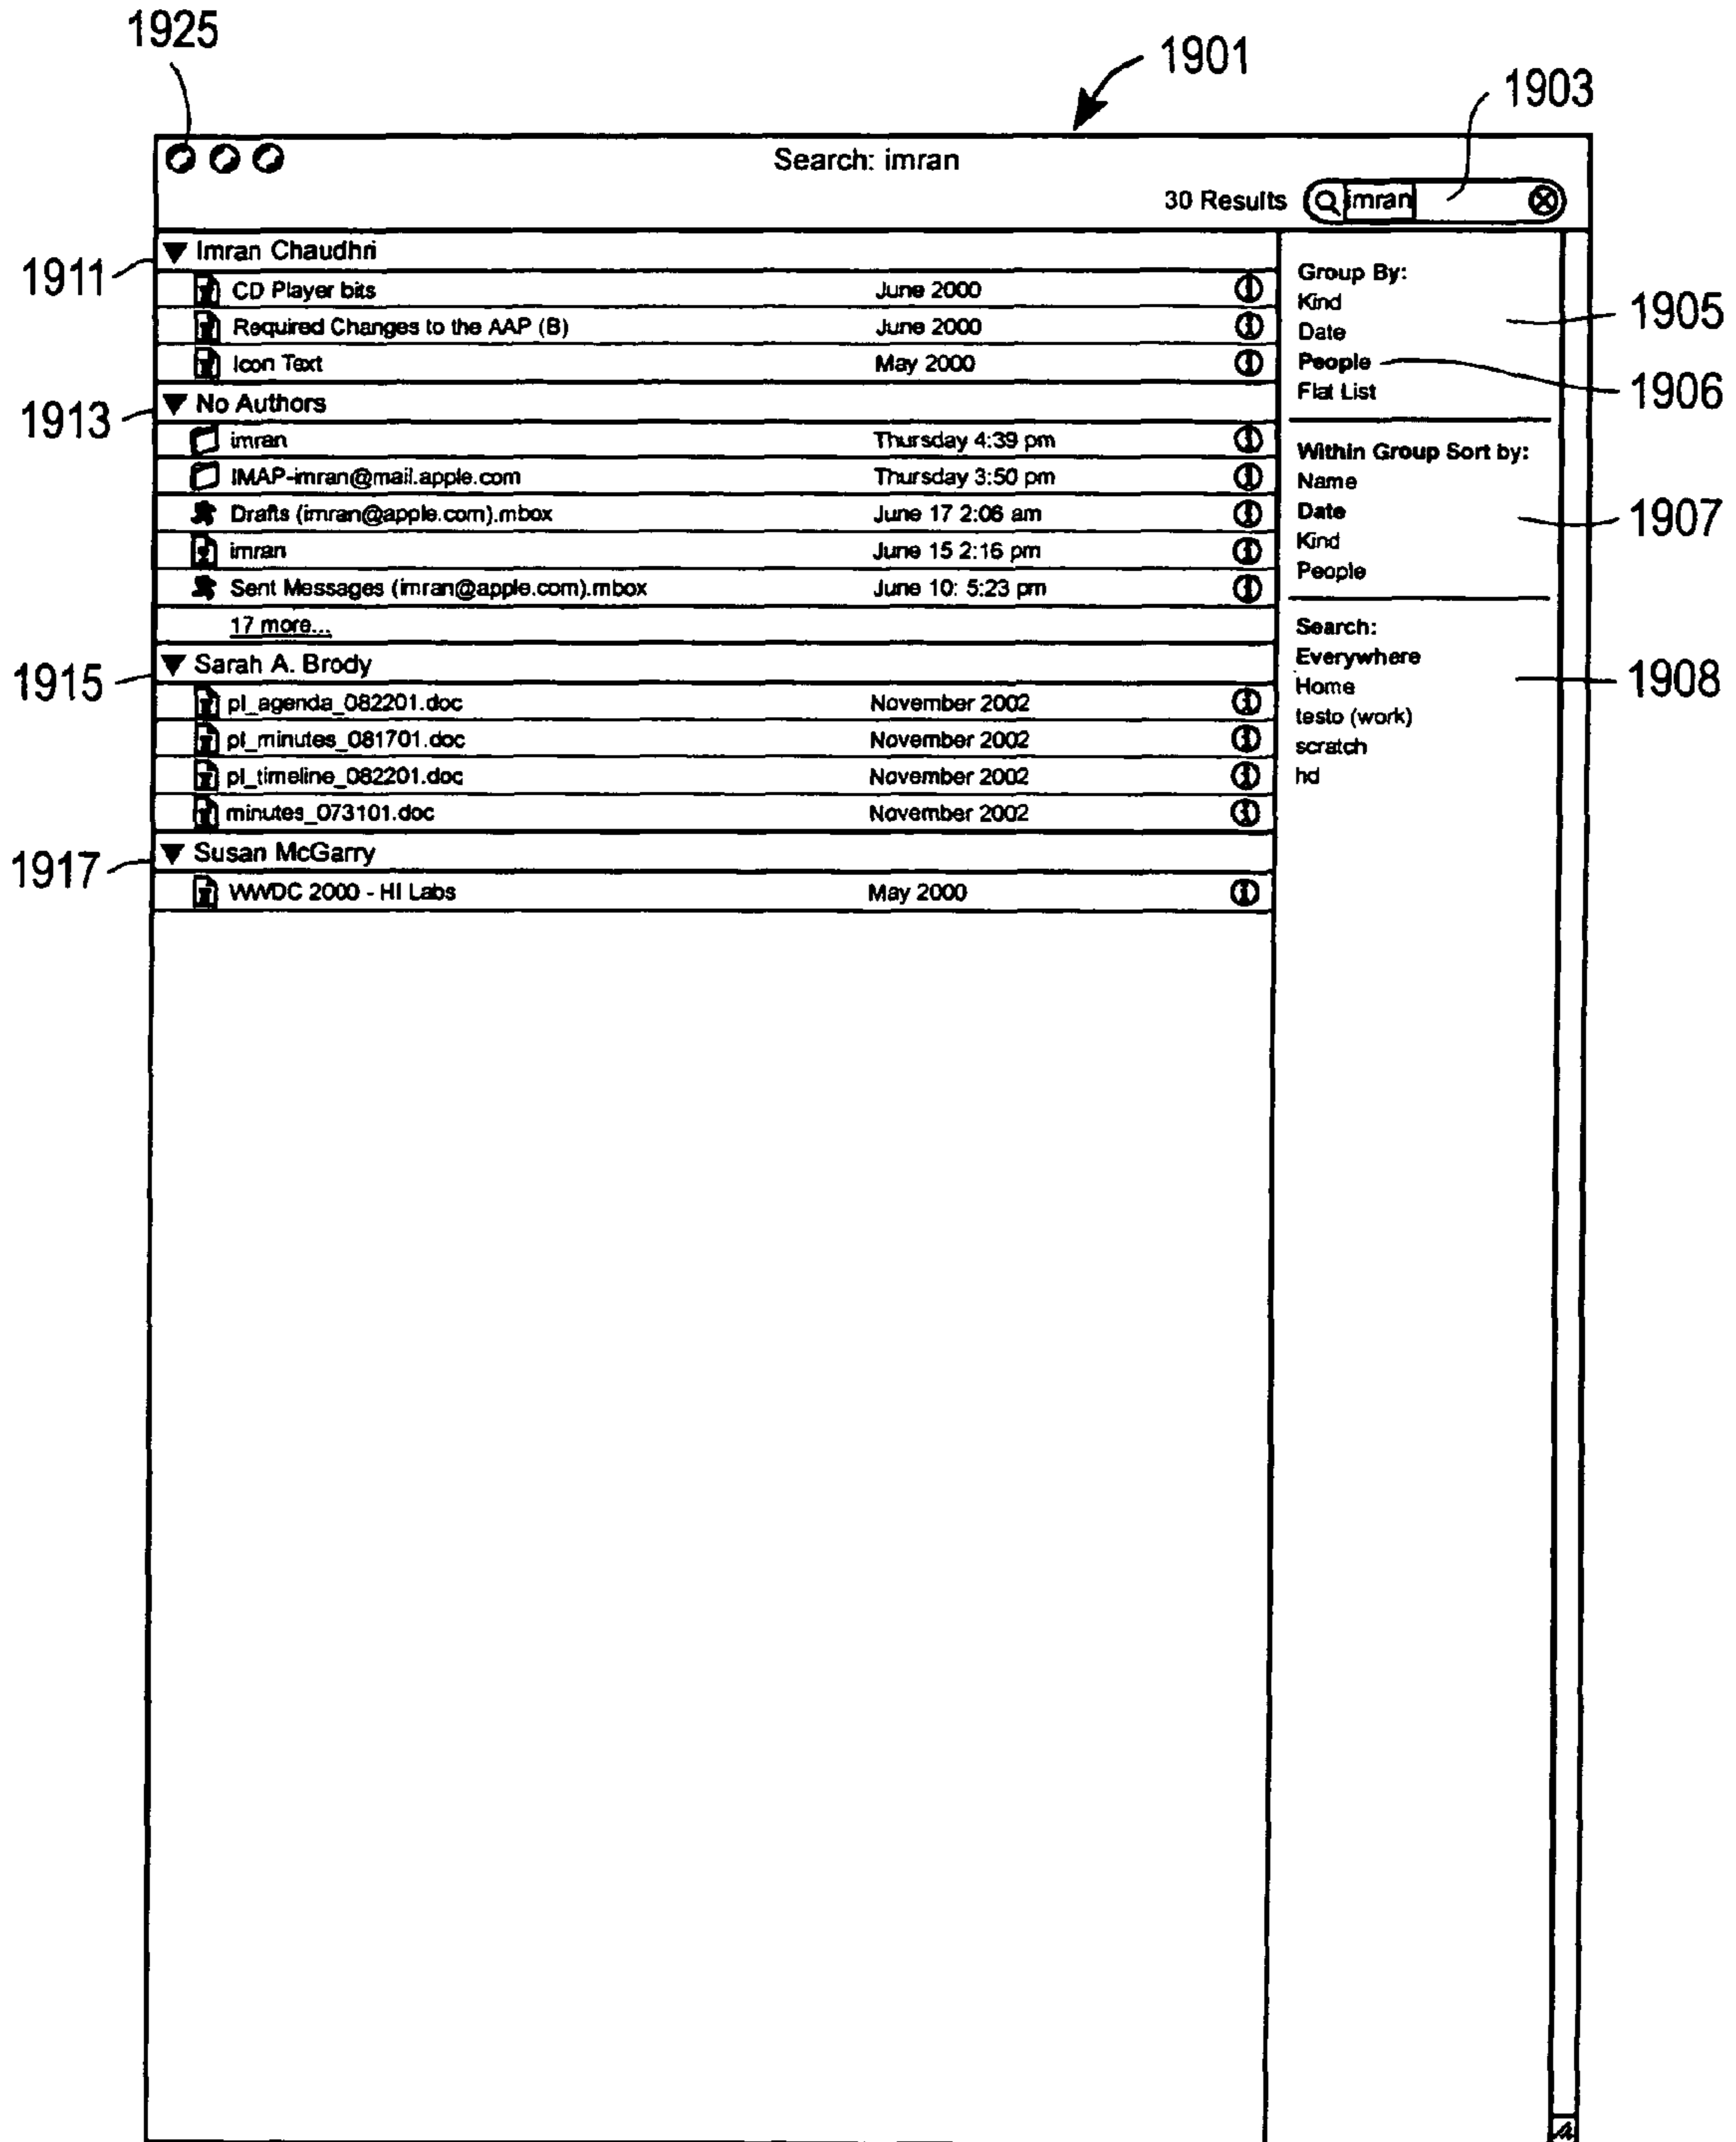 1925
1901
1903
Search: imran
30 Results imran
1911
Imran Chaudhri
CD Player bits June 2000
Required Changes to the AAP (B) June 2000
Icon Text May 2000
1913
No Authors
imran Thursday 4:39 pm
IMAP-imran@mail.apple.com Thursday 3:50 pm
Drafts (imran@apple.com).mbox June 17 2:06 am
imran June 15 2:16 pm
Sent Messages (imran@apple.com).mbox June 10: 5:23 pm
17 more...
1915
Sarah A. Brody
pl_agenda_082201.doc November 2002
pl_minutes_081701.doc November 2002
pl_timeline_082201.doc November 2002
minutes_073101.doc November 2002
1917
Susan McGarry
WWDC 2000 - HI Labs May 2000
Group By:
Kind
Date
People
Flat List
1905
1906
Within Group Sort by:
Name
Date
Kind
People
1907
Search:
Everywhere
Home
testo (work)
scratch
hd
1908